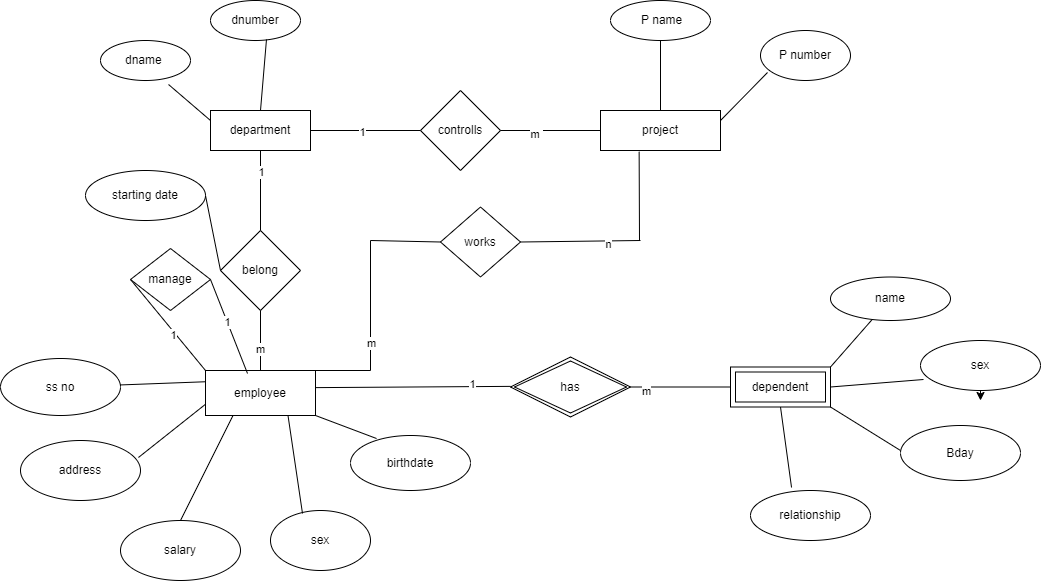 dnumber
P name
dname
P number
department
1
controlls
m
project
1
starting date
works
n
belong
manage
1
1
m
m
name
sex
ss no
employee
1
has
m
dependent
address
birthdate
Bday
relationship
salary
sex